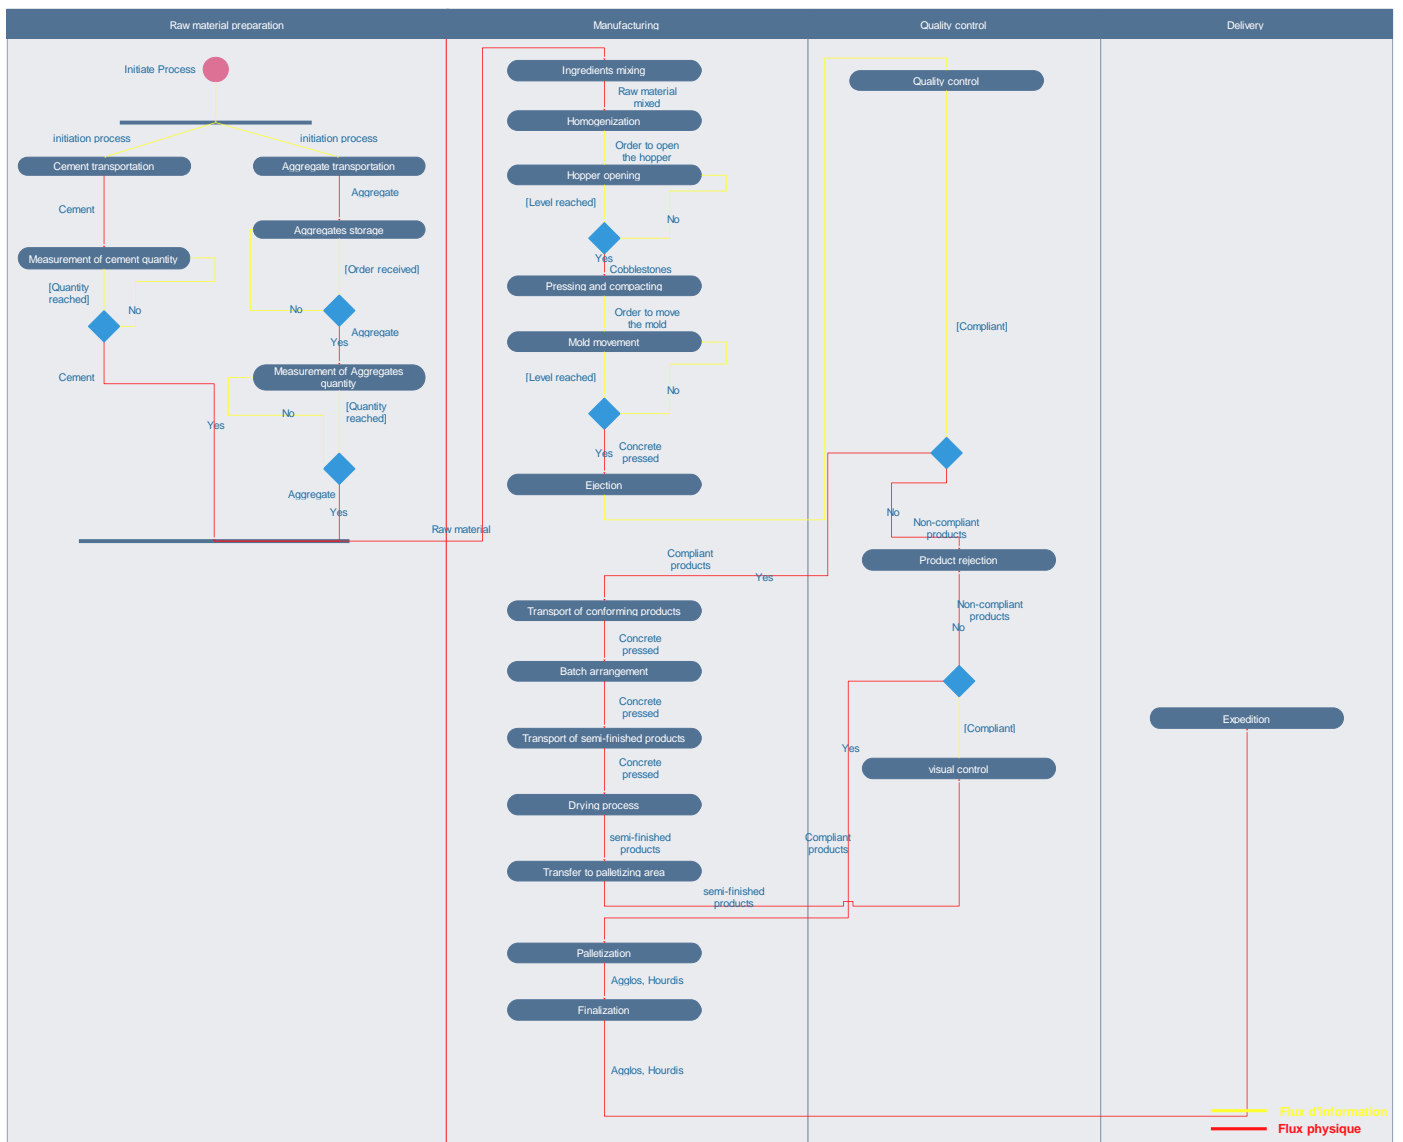 Raw material preparation
Manufacturing
Quality control
Delivery
Initiate Process
initiation process
initiation process
Cement transportation
Aggregate transportation
Cement
Aggregate
Aggregates storage
Measurement of cement quantity
[Order received]
[Quantity
reached]
No
No
Aggregate
Yes
Cement
Measurement of Aggregates
quantity
[Quantity
reached]
No
Yes
Aggregate
Yes
Raw material
Ingredients mixing
Raw material
mixed
Homogenization
Order to open
the hopper
Hopper opening
[Level reached]
No
Yes
Cobblestones
Pressing and compacting
Order to move
the mold
Mold movement
[Level reached]
No
Yes
Concrete
pressed
Ejection
Compliant
products
Yes
Transport of conforming products
Concrete
pressed
Batch arrangement
Concrete
pressed
Transport of semi-finished products
Concrete
pressed
Drying process
semi-finished
products
Transfer to palletizing area
semi-finished
products
Palletization
Agglos, Hourdis
Finalization
Agglos, Hourdis
Quality control
[Compliant]
No
Non-compliant
products
Product rejection
Non-compliant
products
No
[Compliant]
Yes
visual control
Compliant
products
Expedition
Flux d'information
Flux physique